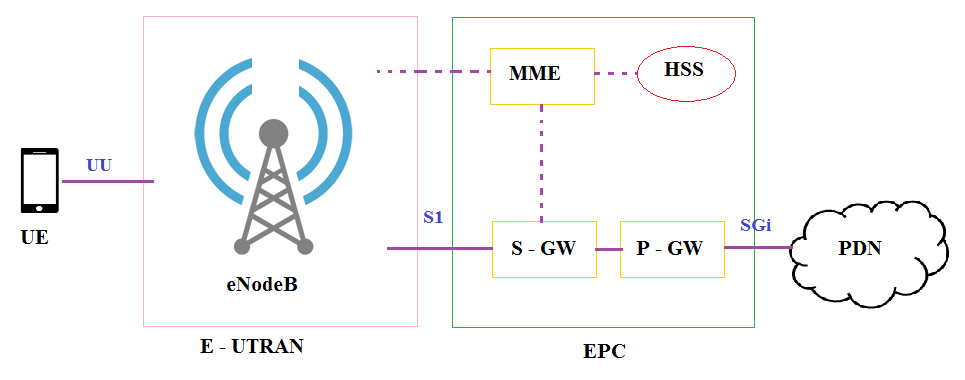 MME
HSS
UU
UE
S1
S - GW
P - GW
SGi
PDN
eNodeB
E - UTRAN
EPC